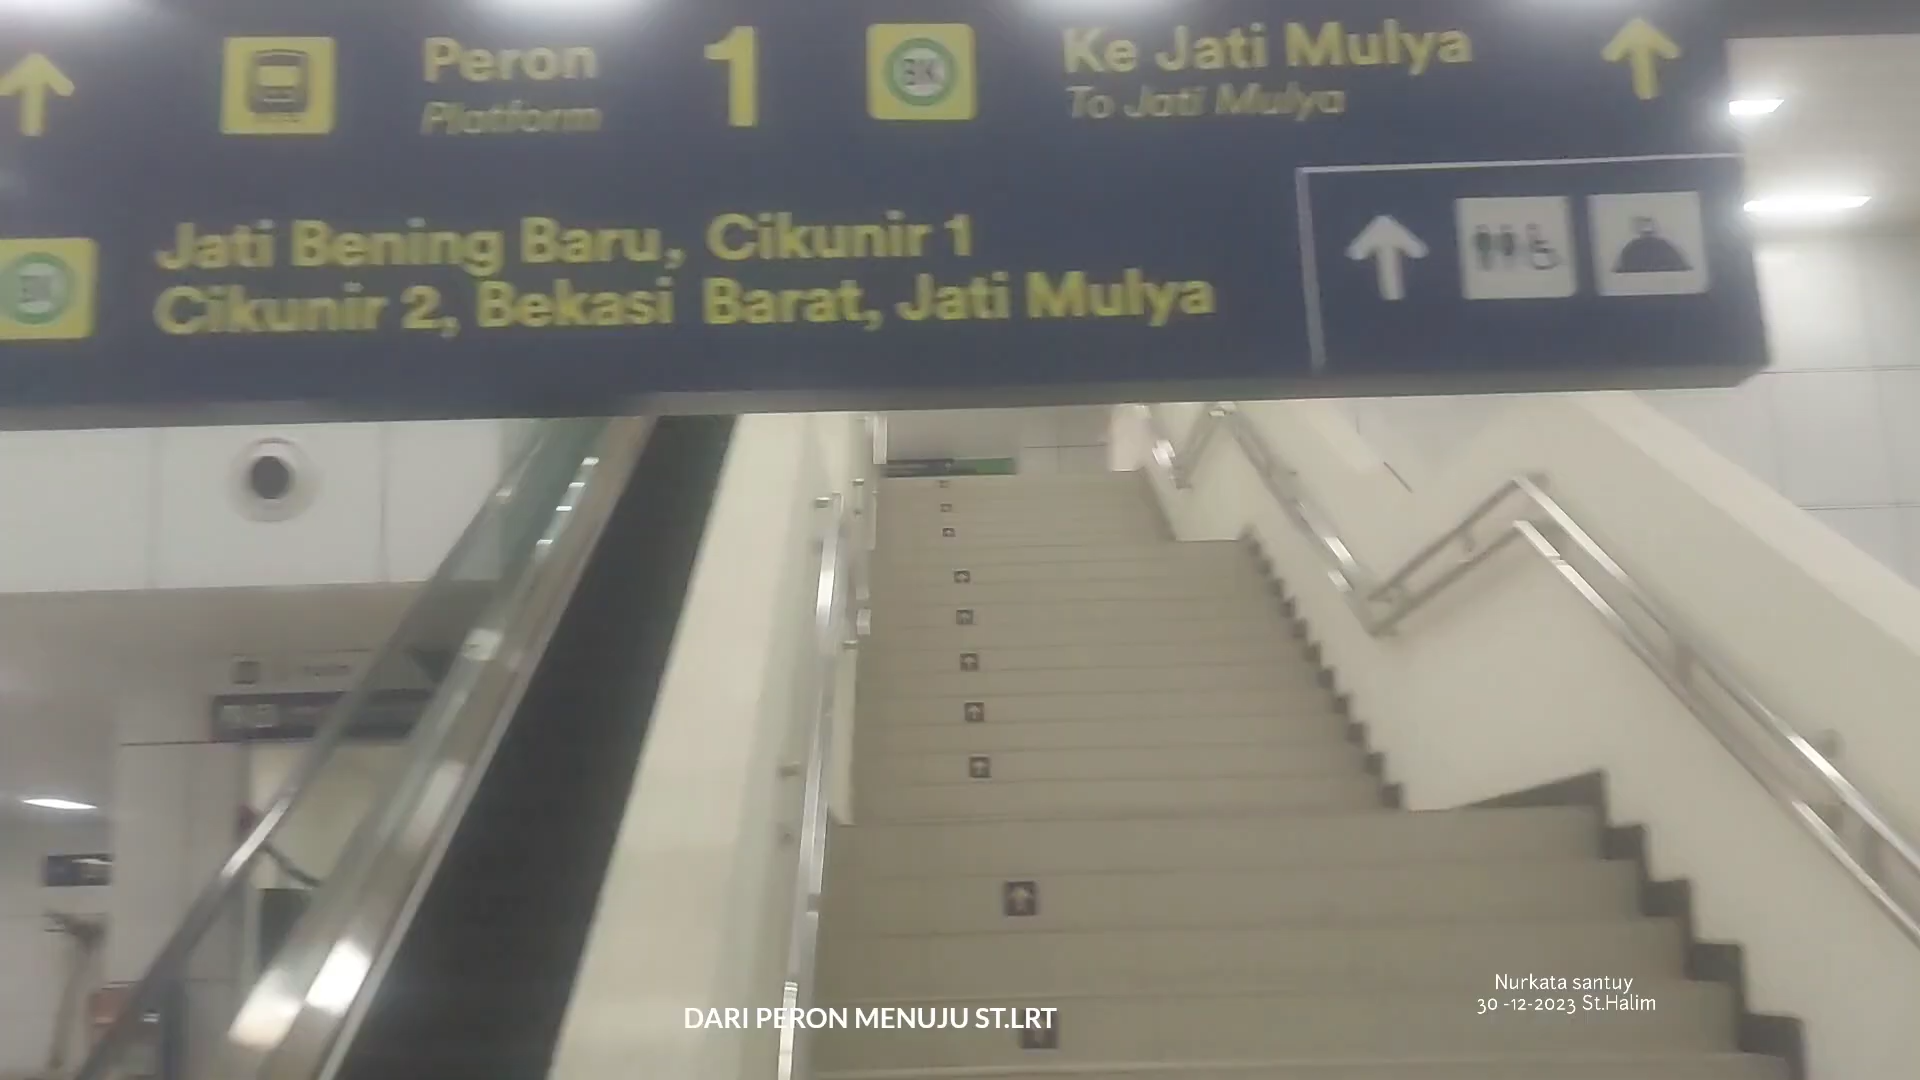 Peron 1 BK Ke Jati Mulya
Platform To Jati Mulya
BK Jati Bening Baru, Cikunir 1
Cikunir 2, Bekasi Barat, Jati Mulya
Nurkata santuy
30 -12-2023 St.Halim
DARI PERON MENUJU ST.LRT